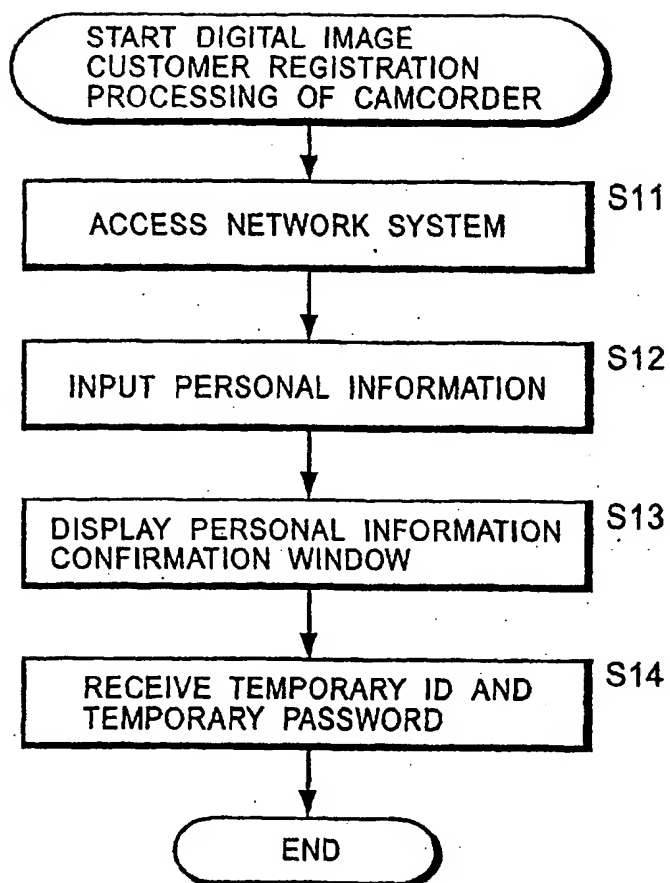 START DIGITAL IMAGE
CUSTOMER REGISTRATION
PROCESSING OF CAMCORDER
S11
ACCESS NETWORK SYSTEM
S12
INPUT PERSONAL INFORMATION
S13
DISPLAY PERSONAL INFORMATION
CONFIRMATION WINDOW
S14
RECEIVE TEMPORARY ID AND
TEMPORARY PASSWORD
END